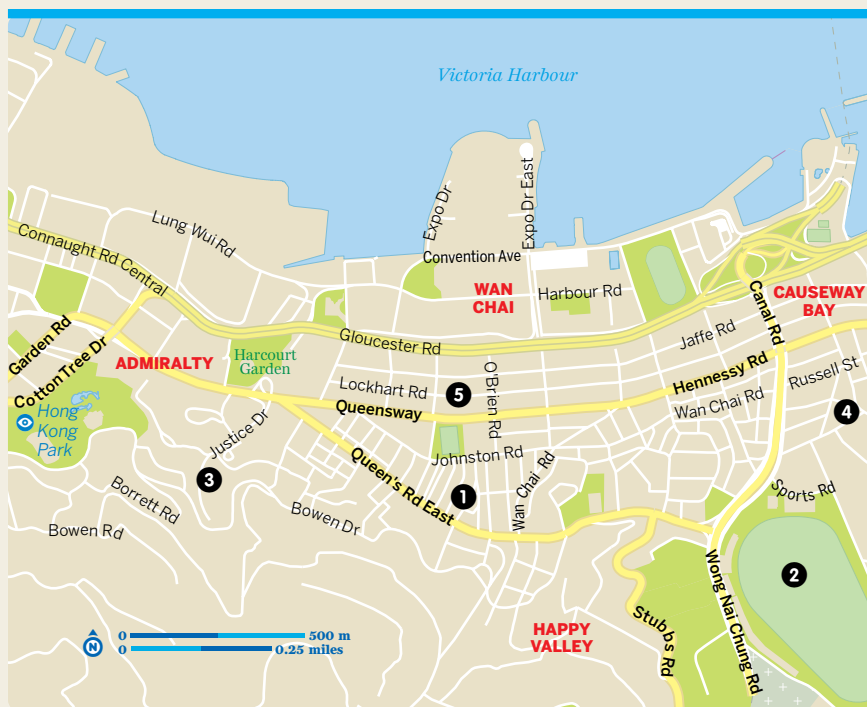 Victoria Harbour
Expo Dr
Expo Dr East
Lung Wui Rd
Connaught Rd Central
Convention Ave
WAN
CHAI
Harbour Rd
CAUSEWAY
BAY
Canal Rd
Garden Rd
Cotton Tree Dr
ADMIRALTY
Harcourt
Garden
Gloucester Rd
Jaffe Rd
O'Brien Rd
Hennessy Rd
Lockhart Rd
5
Queensway
Wan Chai Rd
Russell St
4
Hong
Kong
Park
Justice Dr
Johnston Rd
3
Queen's Rd East
1
Wan Chai Rd
Sports Rd
Borrett Rd
Bowen Dr
Bowen Rd
2
Wong Nai Chung Rd
Stubbs Rd
HAPPY
VALLEY
N
0 500 m
0 0.25 miles